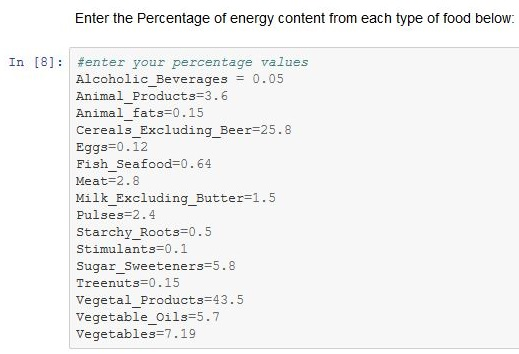 Enter the Percentage of energy content from each type of food below:
In [8]: #enter your percentage values
Alcoholic_Beverages = 0.05
Animal_Products=3.6
Animal_fats=0.15
Cereals_Excluding_Beer=25.8
Eggs=0.12
Fish_Seafood=0.64
Meat=2.8
Milk_Excluding_Butter=1.5
Pulses=2.4
Starchy_Roots=0.5
Stimulants=0.1
Sugar_Sweeteners=5.8
Treenuts=0.15
Vegetal_Products=43.5
Vegetable_Oils=5.7
Vegetables=7.19